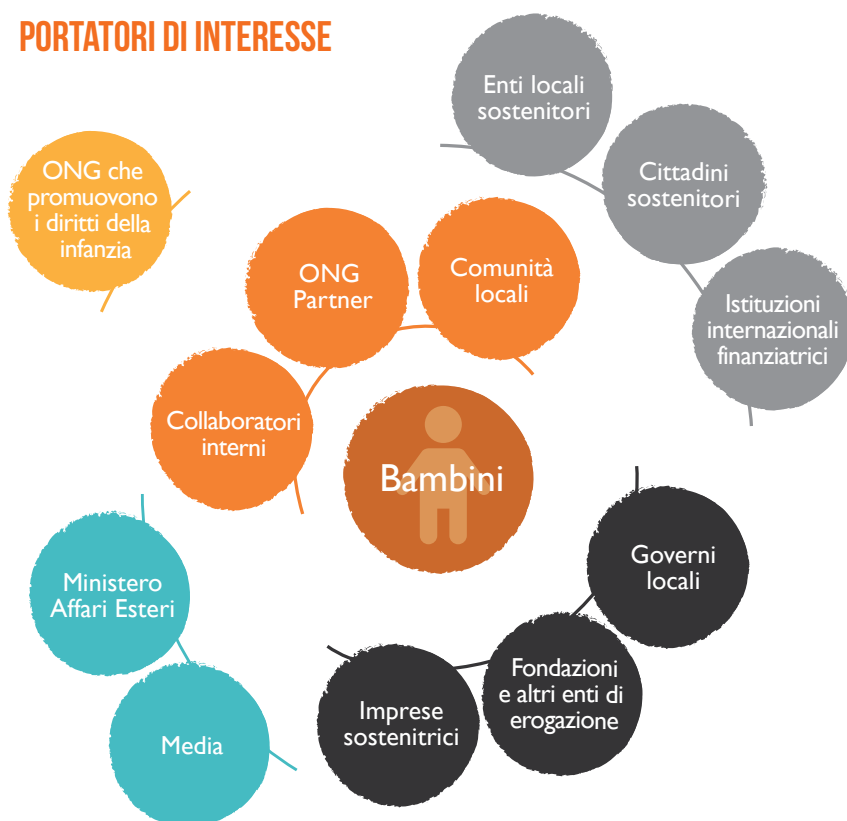 PORTATORI DI INTERESSE
Enti locali
sostenitori
Cittadini
sostenitori
Istituzioni
internazionali
finanziatrici
ONG che
promuovono
i diritti della
infanzia
ONG
Partner
Comunità
locali
Collaboratori
interni
Bambini
Governi
locali
Fondazioni
e altri enti di
erogazione
Imprese
sostenitrici
Ministero
Affari Esteri
Media